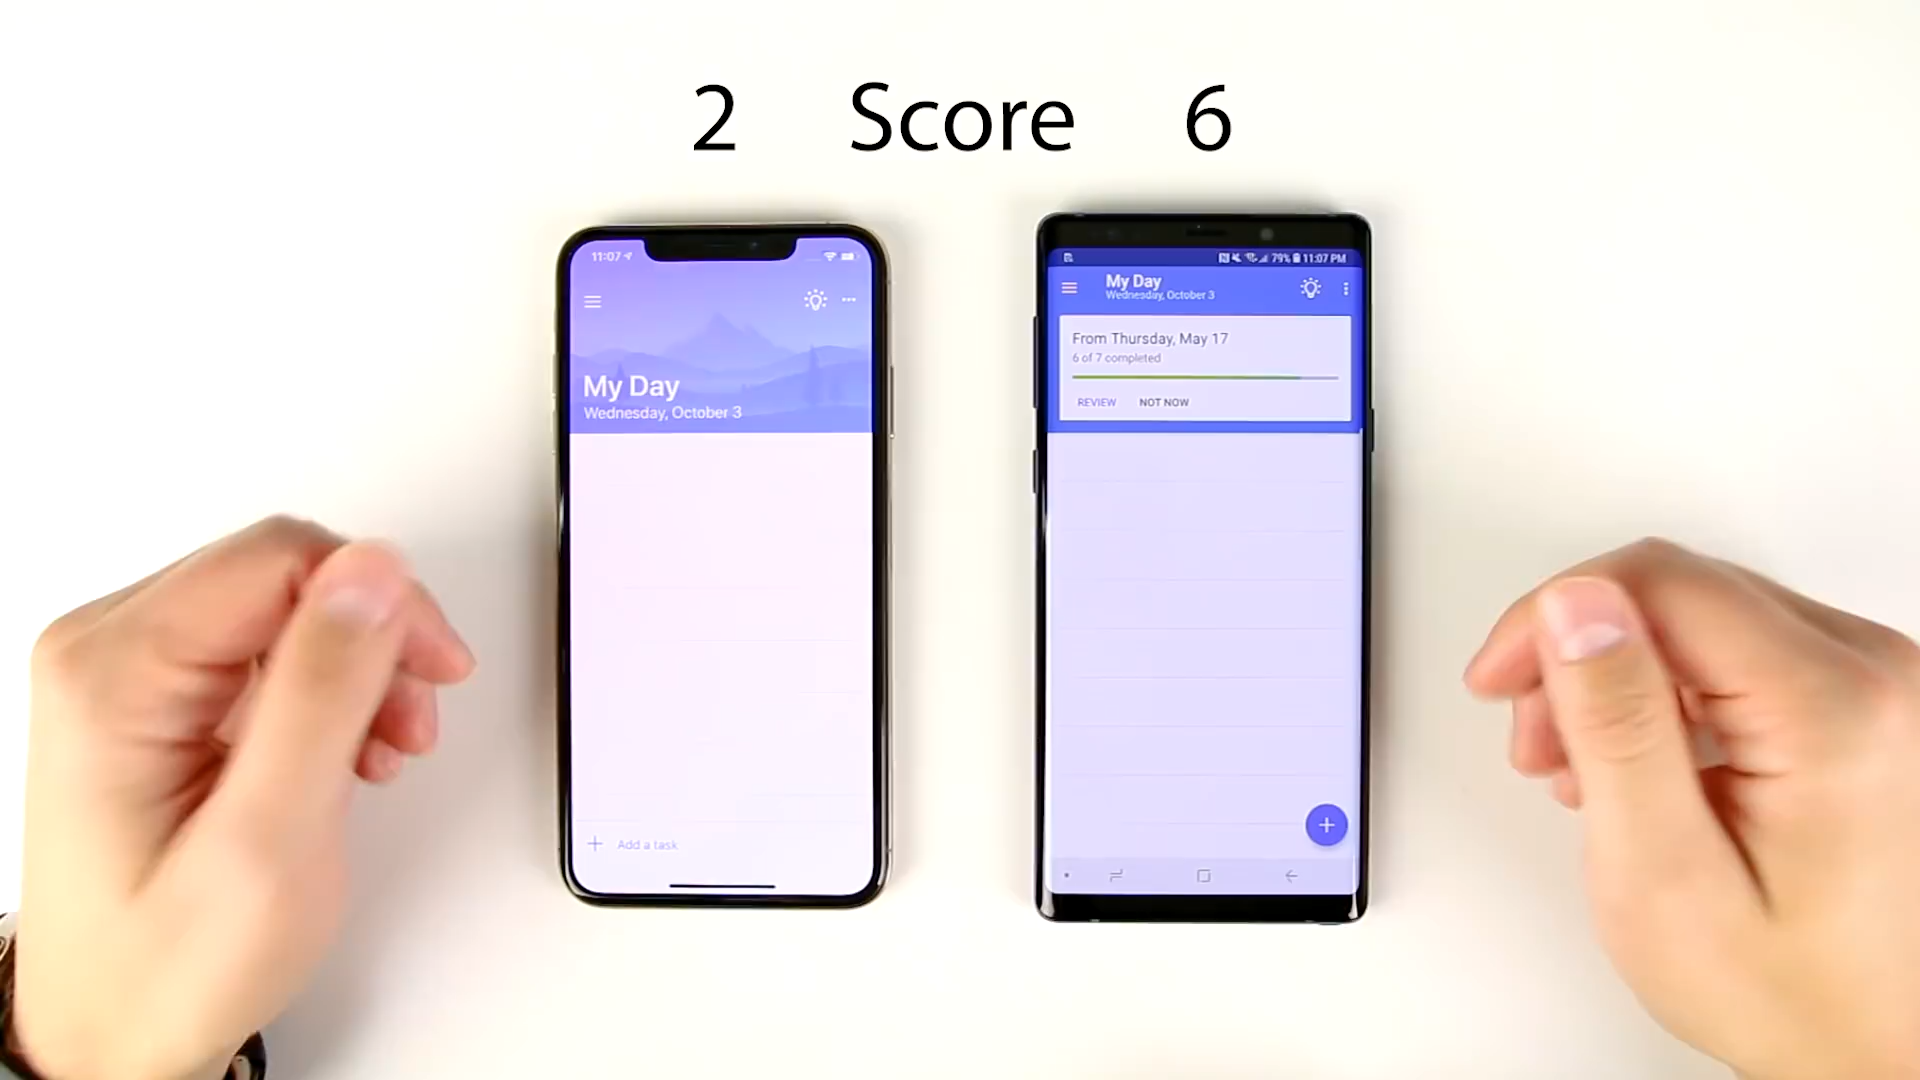 2 Score 6
11:07
My Day
Wednesday, October 3
Add a task
79% 11:07 PM
My Day
Wednesday, October 3
From Thursday, May 17
6 of 7 completed
REVIEW NOT NOW